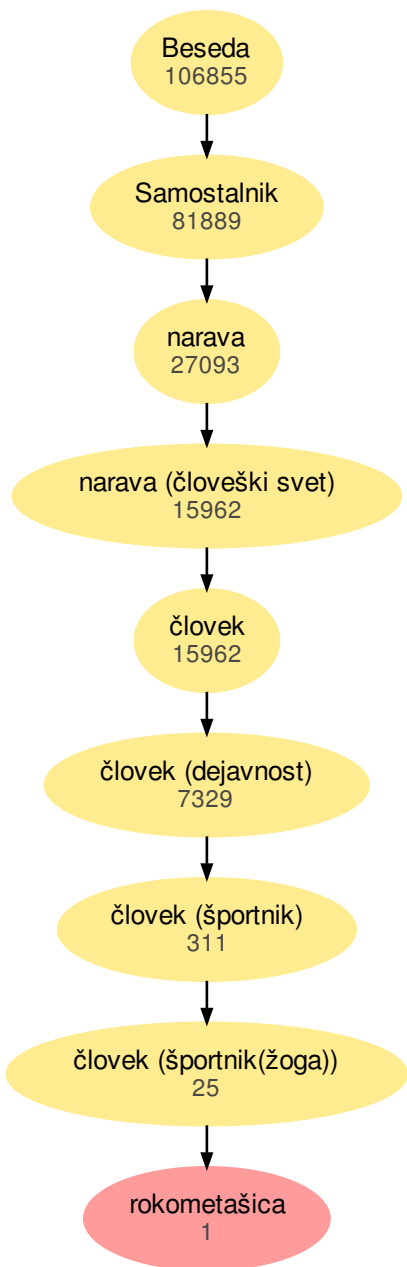 Beseda
106855
Samostalnik
81889
narava
27093
narava (človeški svet)
15962
človek
15962
človek (dejavnost)
7329
človek (športnik)
311
človek (športnik(žoga))
25
rokometašica
1